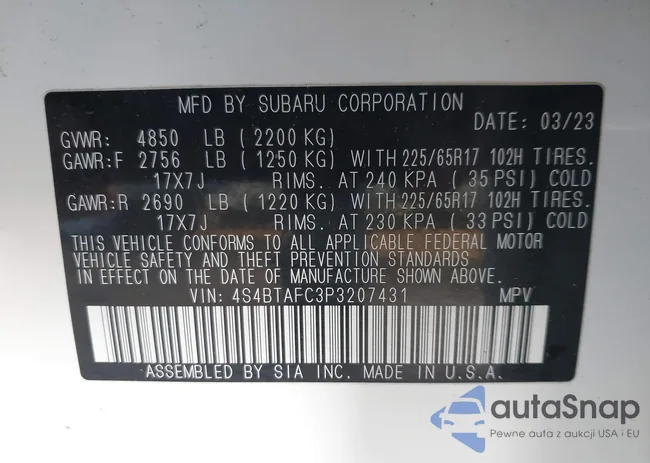 MFD BY SUBARU CORPORATION
DATE: 03/23
GVWR: 4850 LB (2200 KG)
GAWR:F 2756 LB (1250 KG) WITH 225/65R17 102H TIRES.
17X7J RIMS. AT 240 KPA ( 35 PSI) COLD
GAWR:R 2690 LB (1220 KG) WITH 225/65R17 102H TIRES.
17X7J RIMS. AT 230 KPA ( 33 PSI) COLD
THIS VEHICLE CONFORMS TO ALL APPLICABLE FEDERAL MOTOR
VEHICLE SAFETY AND THEFT PREVENTION STANDARDS
IN EFFECT ON THE DATE OF MANUFACTURE SHOWN ABOVE.
VIN: 4S4BTAFC3P3207431 MPV
ASSEMBLED BY SIA INC. MADE IN U.S.A.
autaSnap
Pewne auta z aukcji USA i EU